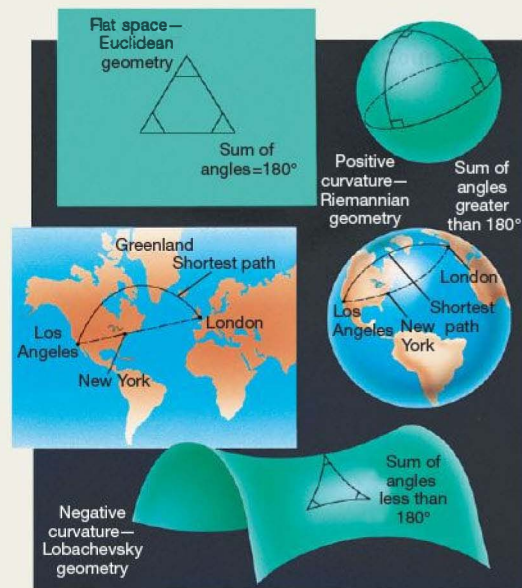 Flat space—
Euclidean
geometry
Sum of
angles=180°
Positive
curvature—
Riemannian
geometry
Sum of
angles
greater
than 180°
Greenland
Shortest path
Los
Angeles
London
New York
London
Los
Angeles
New
York
Shortest
path
Sum of
angles
less than
180°
Negative
curvature—
Lobachevsky
geometry